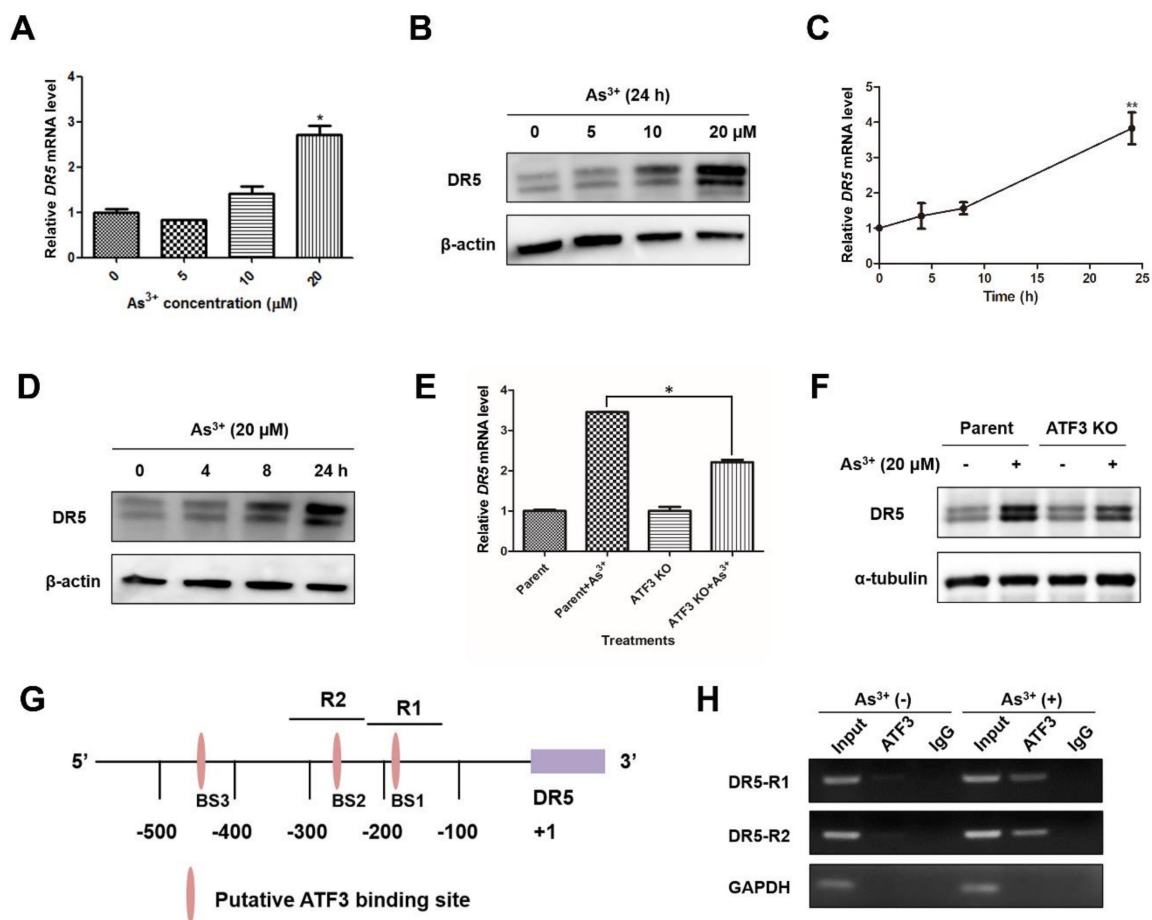 A
Relative DR5 mRNA level
4
3
2
1
0
0
5
10
20
*
As³⁺ concentration (µM)
B
As³⁺ (24 h)
0 5 10 20 µM
DR5
β-actin
C
Relative DR5 mRNA level
5
4
3
2
1
0
0 5 10 15 20 25
**
Time (h)
D
As³⁺ (20 µM)
0 4 8 24 h
DR5
β-actin
E
Relative DR5 mRNA level
4
3
2
1
0
*
Parent
Parent+As³⁺
ATF3 KO
ATF3 KO+As³⁺
Treatments
F
Parent ATF3 KO
As³⁺ (20 µM) - + - +
DR5
α-tubulin
G
R2 R1
5’ 3’
BS3 BS2 BS1 DR5
-500 -400 -300 -200 -100 +1
Putative ATF3 binding site
H
As³⁺ (-) As³⁺ (+)
Input ATF3 IgG Input ATF3 IgG
DR5-R1
DR5-R2
GAPDH